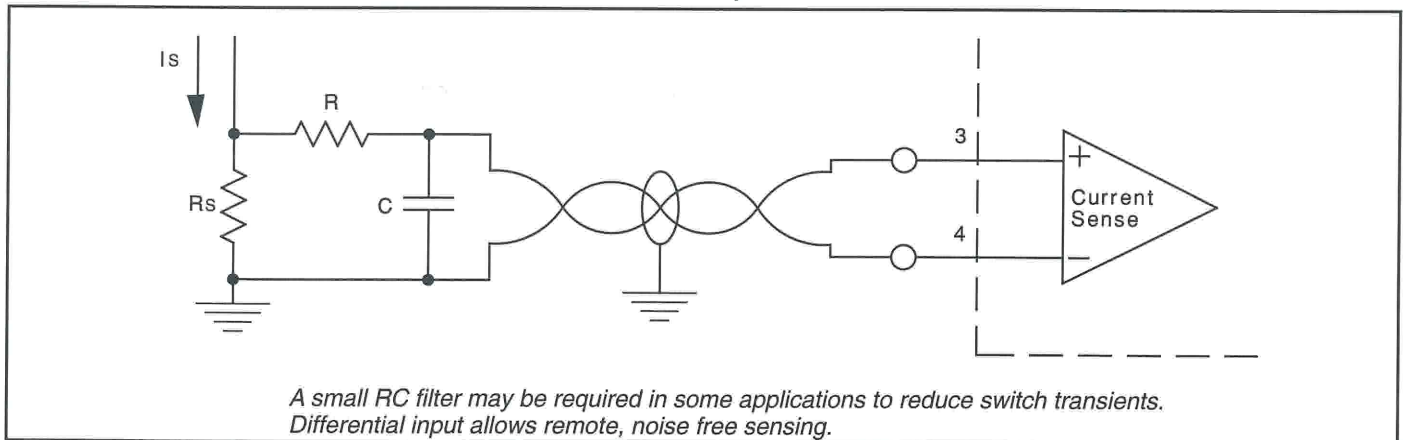 Is
R
Rs
C
3
4
+
Current
Sense
–
A small RC filter may be required in some applications to reduce switch transients.
Differential input allows remote, noise free sensing.